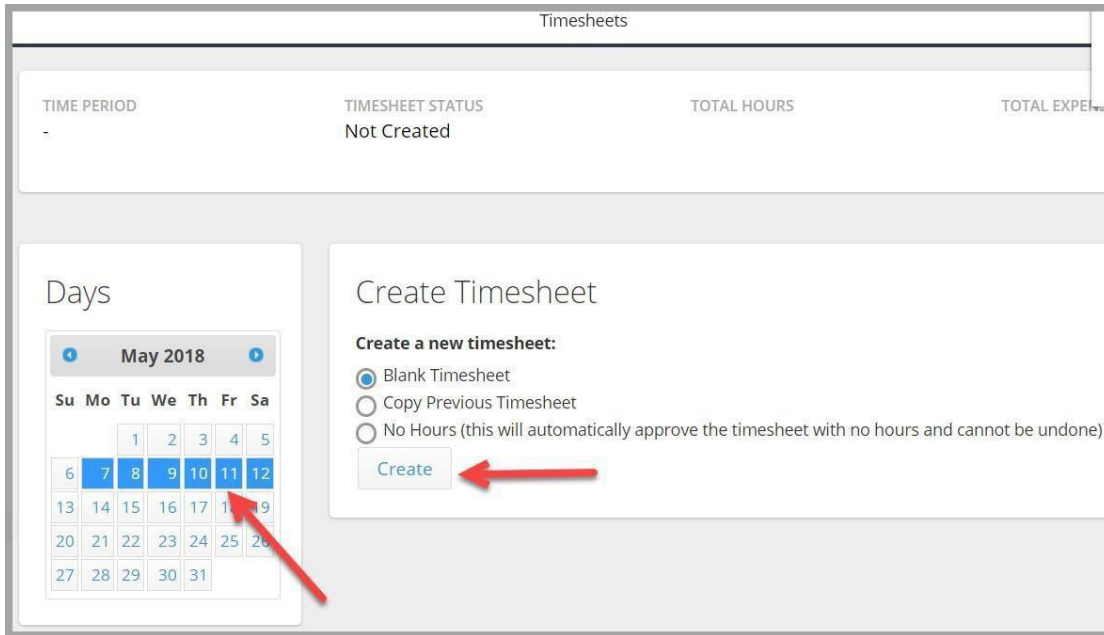 Timesheets
TIME PERIOD TIMESHEET STATUS TOTAL HOURS TOTAL
- Not Created
Days
May 2018
Su Mo Tu We Th Fr Sa
1 2 3 4 5
6 7 8 9 10 11 12
13 14 15 16 17 19
20 21 22 23 24 25 26
27 28 29 30 31
Create Timesheet
Create a new timesheet:
Blank Timesheet
Copy Previous Timesheet
No Hours (this will automatically approve the timesheet with no hours and cannot be undone)
Create